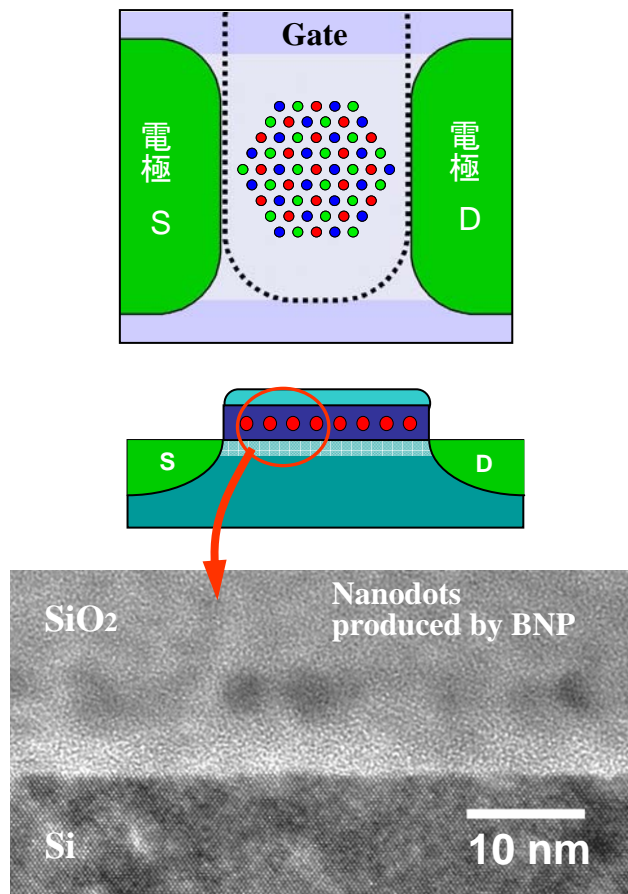 Gate
電極 S
電極 D
S
D
SiO2
Nanodots
produced by BNP
Si
10 nm